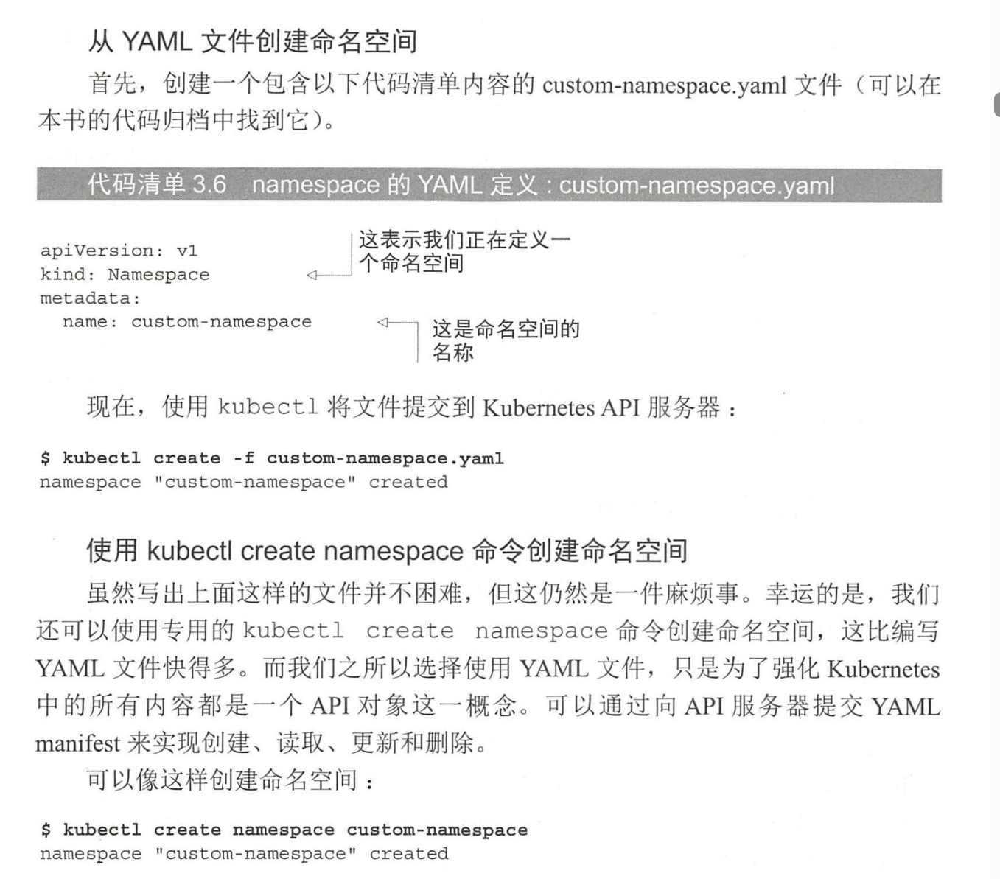 从 YAML 文件创建命名空间
首先，创建一个包含以下代码清单内容的 custom-namespace.yaml 文件（可以在
本书的代码归档中找到它）。
代码清单 3.6 namespace 的 YAML 定义：custom-namespace.yaml
apiVersion: v1
kind: Namespace
这表示我们正在定义一
个命名空间
metadata:
  name: custom-namespace
这是命名空间的
名称
现在，使用 kubectl 将文件提交到 Kubernetes API 服务器：
$ kubectl create -f custom-namespace.yaml
namespace "custom-namespace" created
使用 kubectl create namespace 命令创建命名空间
虽然写出上面这样的文件并不困难，但这仍然是一件麻烦事。幸运的是，我们
还可以使用专用的 kubectl create namespace 命令创建命名空间，这比编写
YAML 文件快得多。而我们之所以选择使用 YAML 文件，只是为了强化 Kubernetes
中的所有内容都是一个 API 对象这一概念。可以通过向 API 服务器提交 YAML
manifest 来实现创建、读取、更新和删除。
可以像这样创建命名空间：
$ kubectl create namespace custom-namespace
namespace "custom-namespace" created